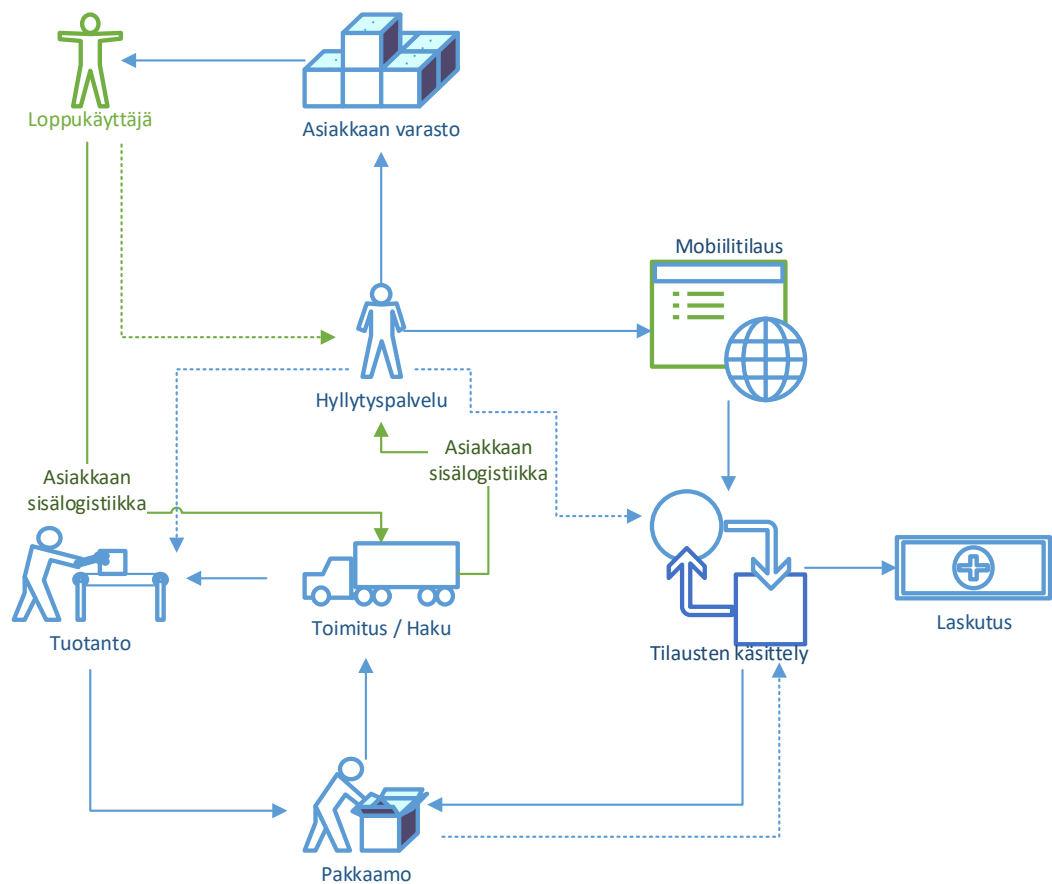 Loppukäyttäjä
Asiakkaan varasto
Mobiilitilaus
Hyllytyspalvelu
Asiakkaan
sisälogistiikka
Asiakkaan
sisälogistiikka
Tuotanto
Toimitus / Haku
Tilausten käsittely
Laskutus
Pakkaamo